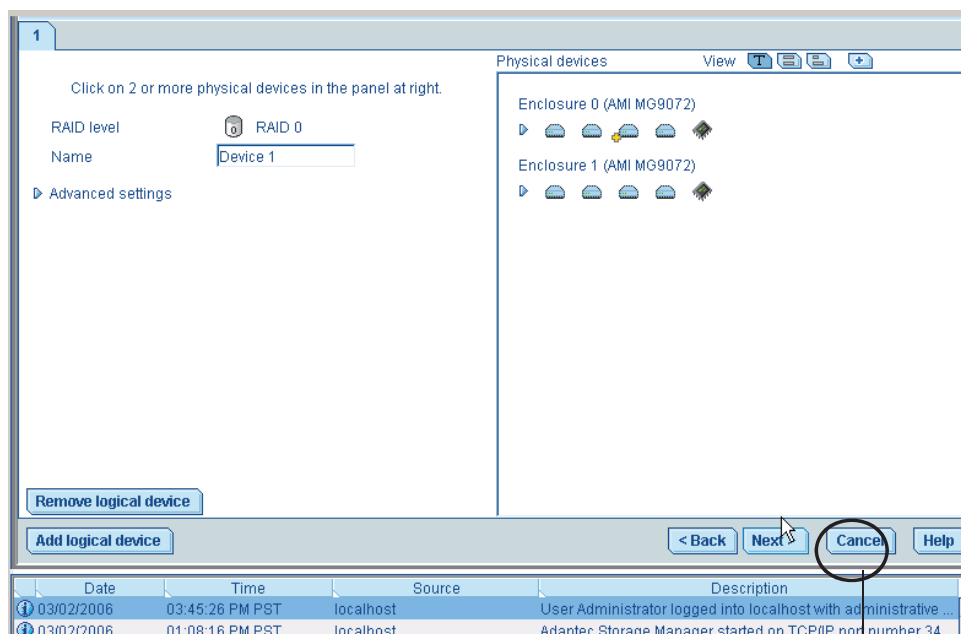 1
Physical devices View T
Click on 2 or more physical devices in the panel at right.
RAID level 0 RAID 0
Name Device 1
Advanced settings
Enclosure 0 (AMI MG9072)
Enclosure 1 (AMI MG9072)
Remove logical device
Add logical device
< Back Next > Cancel Help
Date Time Source Description
03/02/2006 03:45:26 PM PST localhost User Administrator logged into localhost with administrative ...
03/02/2006 01:08:16 PM PST localhost Adaptec Storage Manager started on TCP/IP port number 34